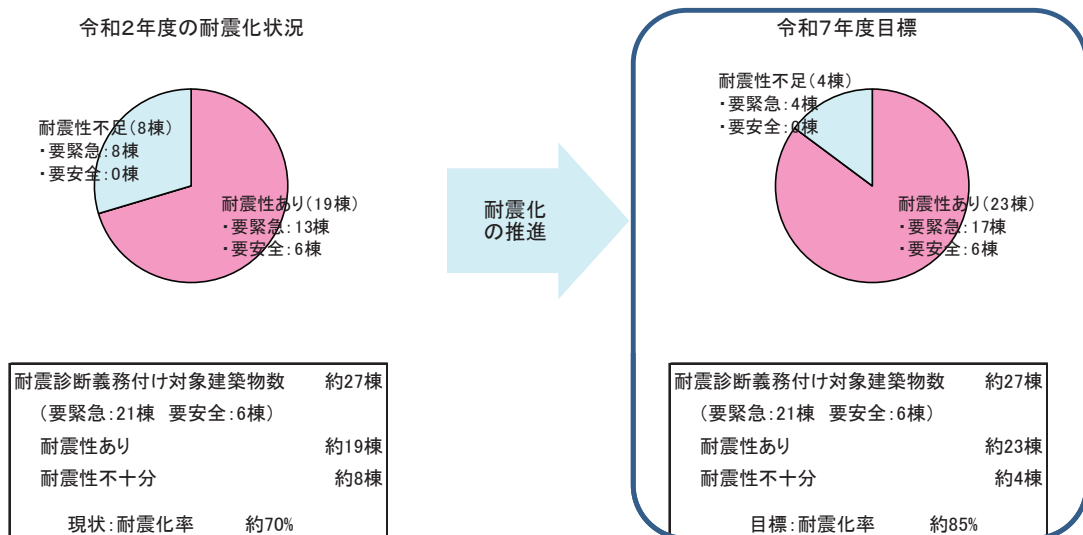 令和2年度の耐震化状況
耐震性不足(8棟)
・要緊急:8棟
・要安全:0棟
耐震性あり(19棟)
・要緊急:13棟
・要安全:6棟
耐震化
の推進
令和7年度目標
耐震性不足(4棟)
・要緊急:4棟
・要安全:0棟
耐震性あり(23棟)
・要緊急:17棟
・要安全:6棟
耐震診断義務付け対象建築物数 約27棟
(要緊急:21棟 要安全:6棟)
耐震性あり 約19棟
耐震性不十分 約8棟
現状:耐震化率 約70%
耐震診断義務付け対象建築物数 約27棟
(要緊急:21棟 要安全:6棟)
耐震性あり 約23棟
耐震性不十分 約4棟
目標:耐震化率 約85%